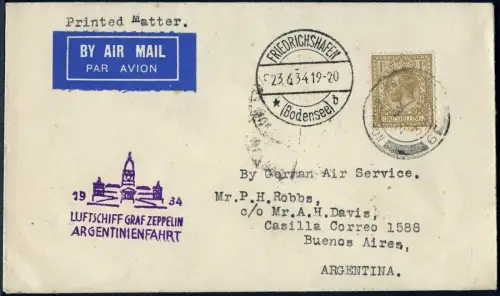 Printed Matter.
BY AIR MAIL
PAR AVION
FRIEDRICHSHAFEN
23.6.34 19-20
* (Bodensee) d
19 34
LUFTSCHIFF GRAF ZEPPELIN
ARGENTINIENFAHRT
By German Air Service.
Mr.P.H.Robbs,
c/o Mr.A.H.Davis,
Casilla Correo 1588
Buenos Aires,
ARGENTINA.